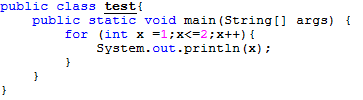 public class test{
    public static void main(String[] args) {
        for (int x =1;x<=2;x++){
            System.out.println(x);
        }
    }
}